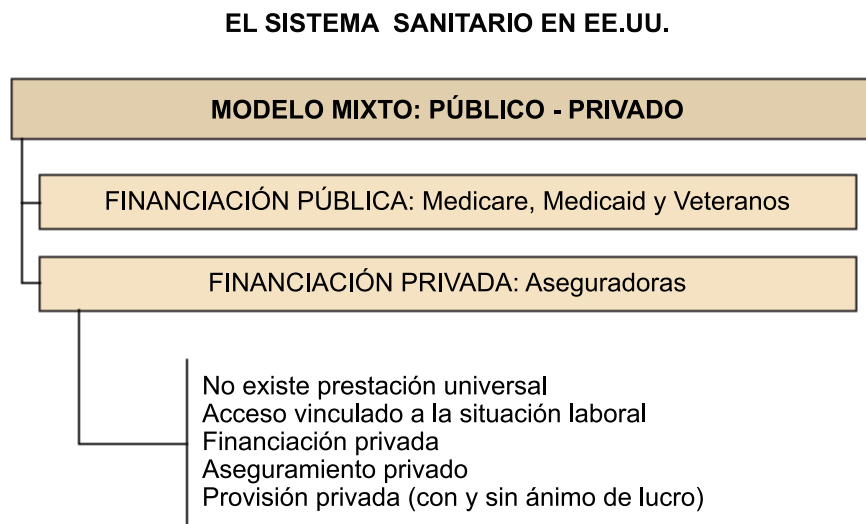 EL SISTEMA SANITARIO EN EE.UU.
MODELO MIXTO: PÚBLICO - PRIVADO
FINANCIACIÓN PÚBLICA: Medicare, Medicaid y Veteranos
FINANCIACIÓN PRIVADA: Aseguradoras
No existe prestación universal
Acceso vinculado a la situación laboral
Financiación privada
Aseguramiento privado
Provisión privada (con y sin ánimo de lucro)